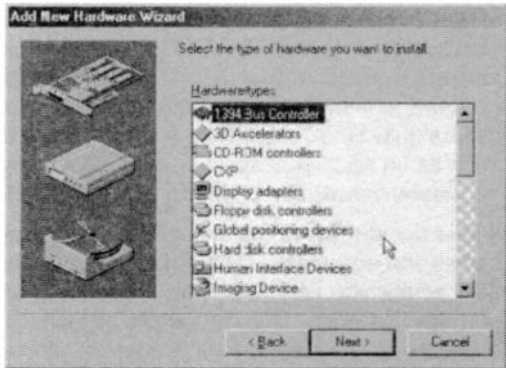 Add New Hardware Wizard
Select the type of hardware you want to install.
Hardware types:
1394 Bus Controller
3D Accelerators
CD-ROM controllers
CXP
Display adapters
Floppy disk controllers
Global positioning devices
Hard disk controllers
Human Interface Devices
Imaging Device
< Back
Next >
Cancel